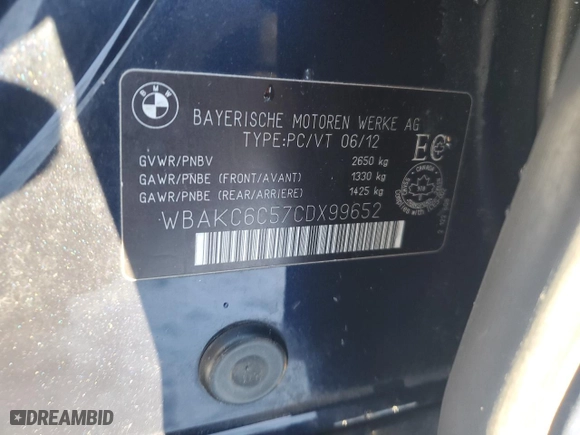 BMW
BAYERISCHE MOTOREN WERKE AG
TYPE:PC/VT 06/12
EC
GVWR/PNBV 2650 kg
GAWR/PNBE (FRONT/AVANT) 1330 kg
GAWR/PNBE (REAR/ARRIERE) 1425 kg
WBAKC6C57CDX99652
DREAMBID